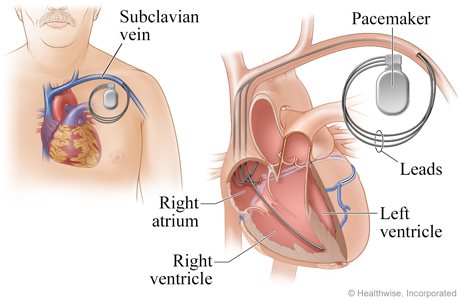 Subclavian
vein
Pacemaker
Leads
Right
atrium
Left
ventricle
Right
ventricle
© Healthwise, Incorporated